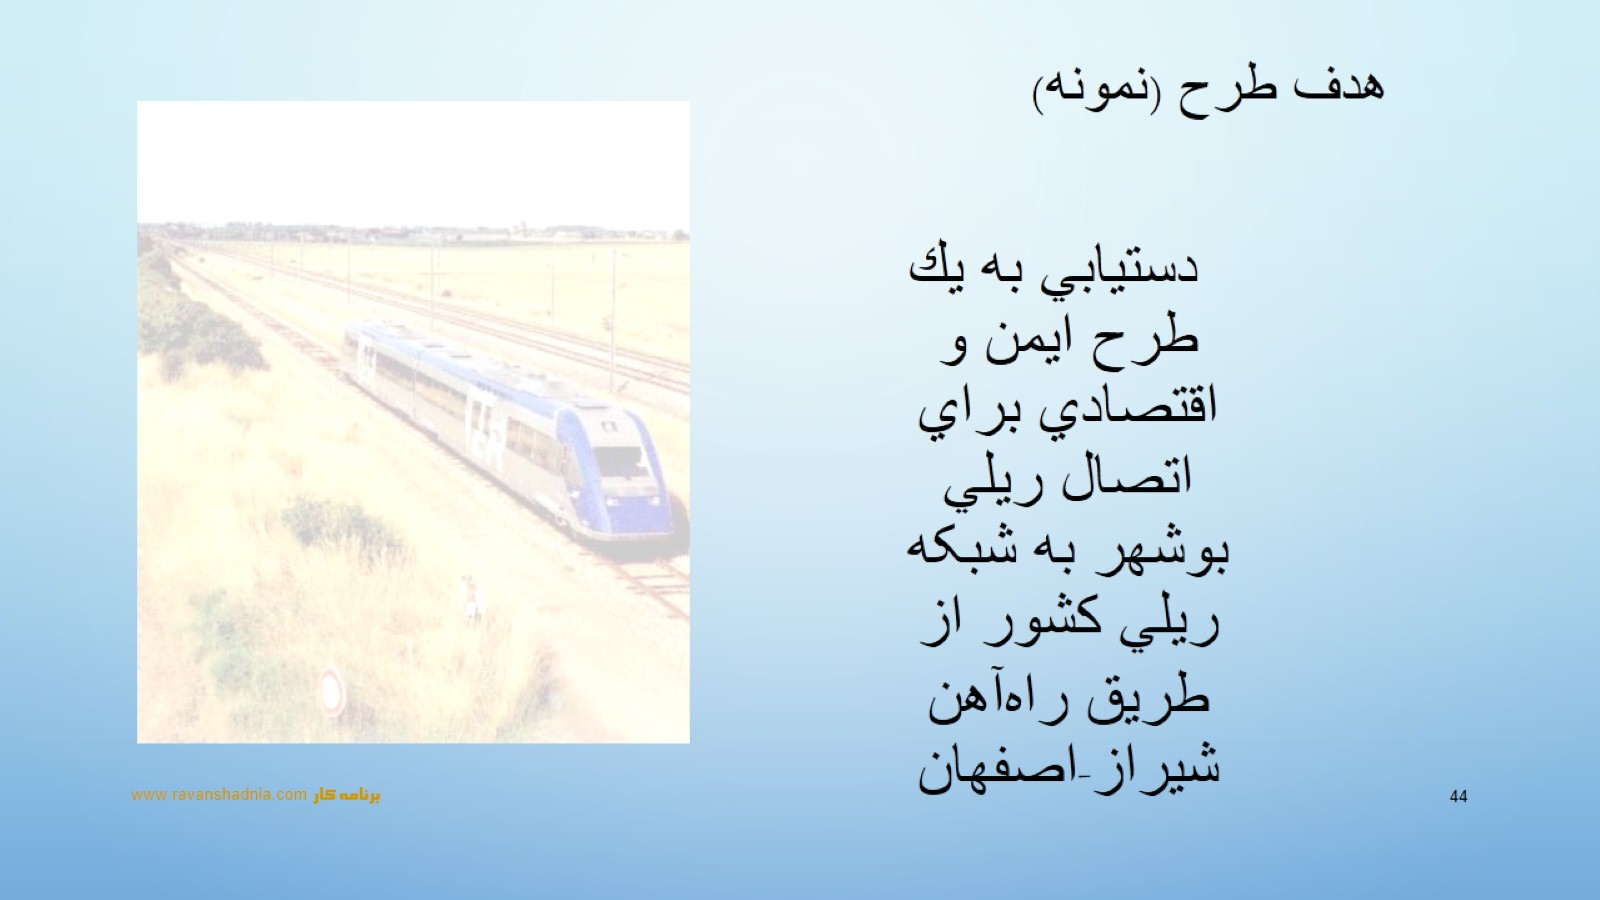 هدف طرح (نمونه)
دستيابي به يك
طرح ايمن و
اقتصادي براي
اتصال ريلي
بوشهر به شبكه
ريلي كشور از
طريق راه‌آهن
شيراز-اصفهان
برنامه کار www.ravanshadnia.com
44